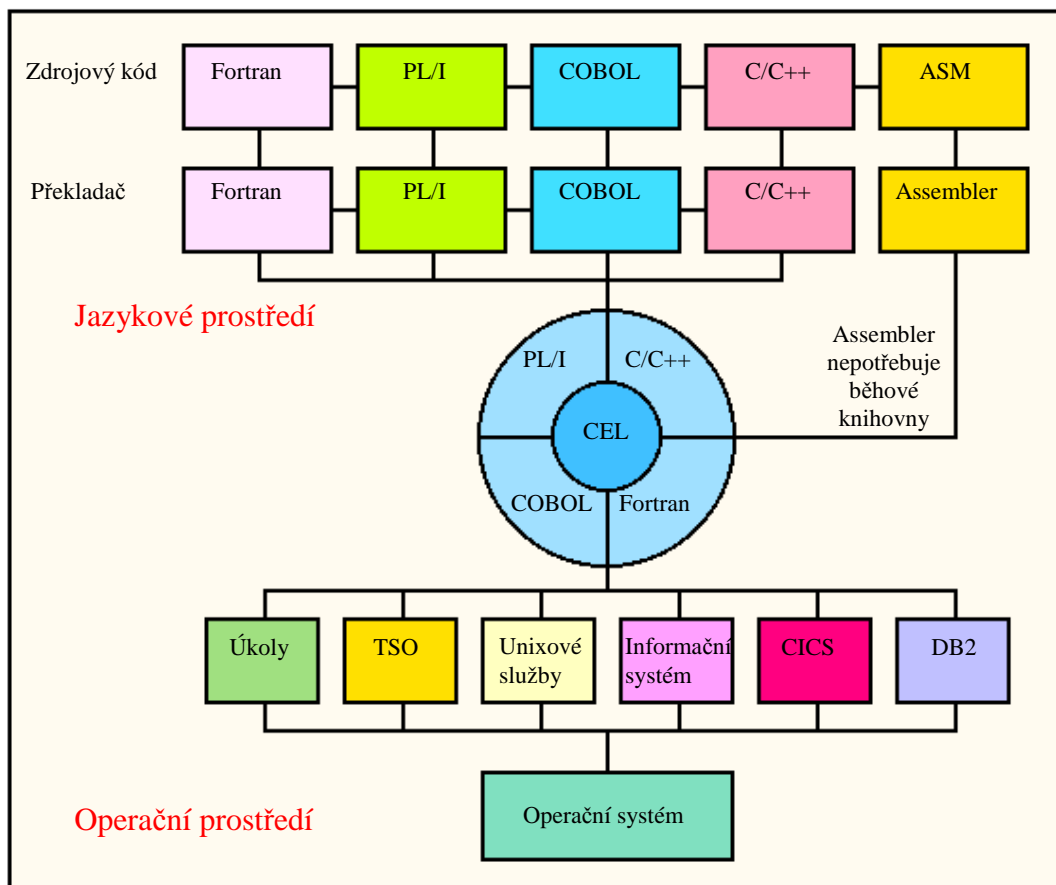 Zdrojový kód
Fortran
PL/I
COBOL
C/C++
ASM
Překladač
Fortran
PL/I
COBOL
C/C++
Assembler
Jazykové prostředí
PL/I
C/C++
CEL
COBOL
Fortran
Assembler
nepotřebuje
běhové
knihovny
Úkoly
TSO
Unixové
služby
Informační
systém
CICS
DB2
Operační prostředí
Operační systém